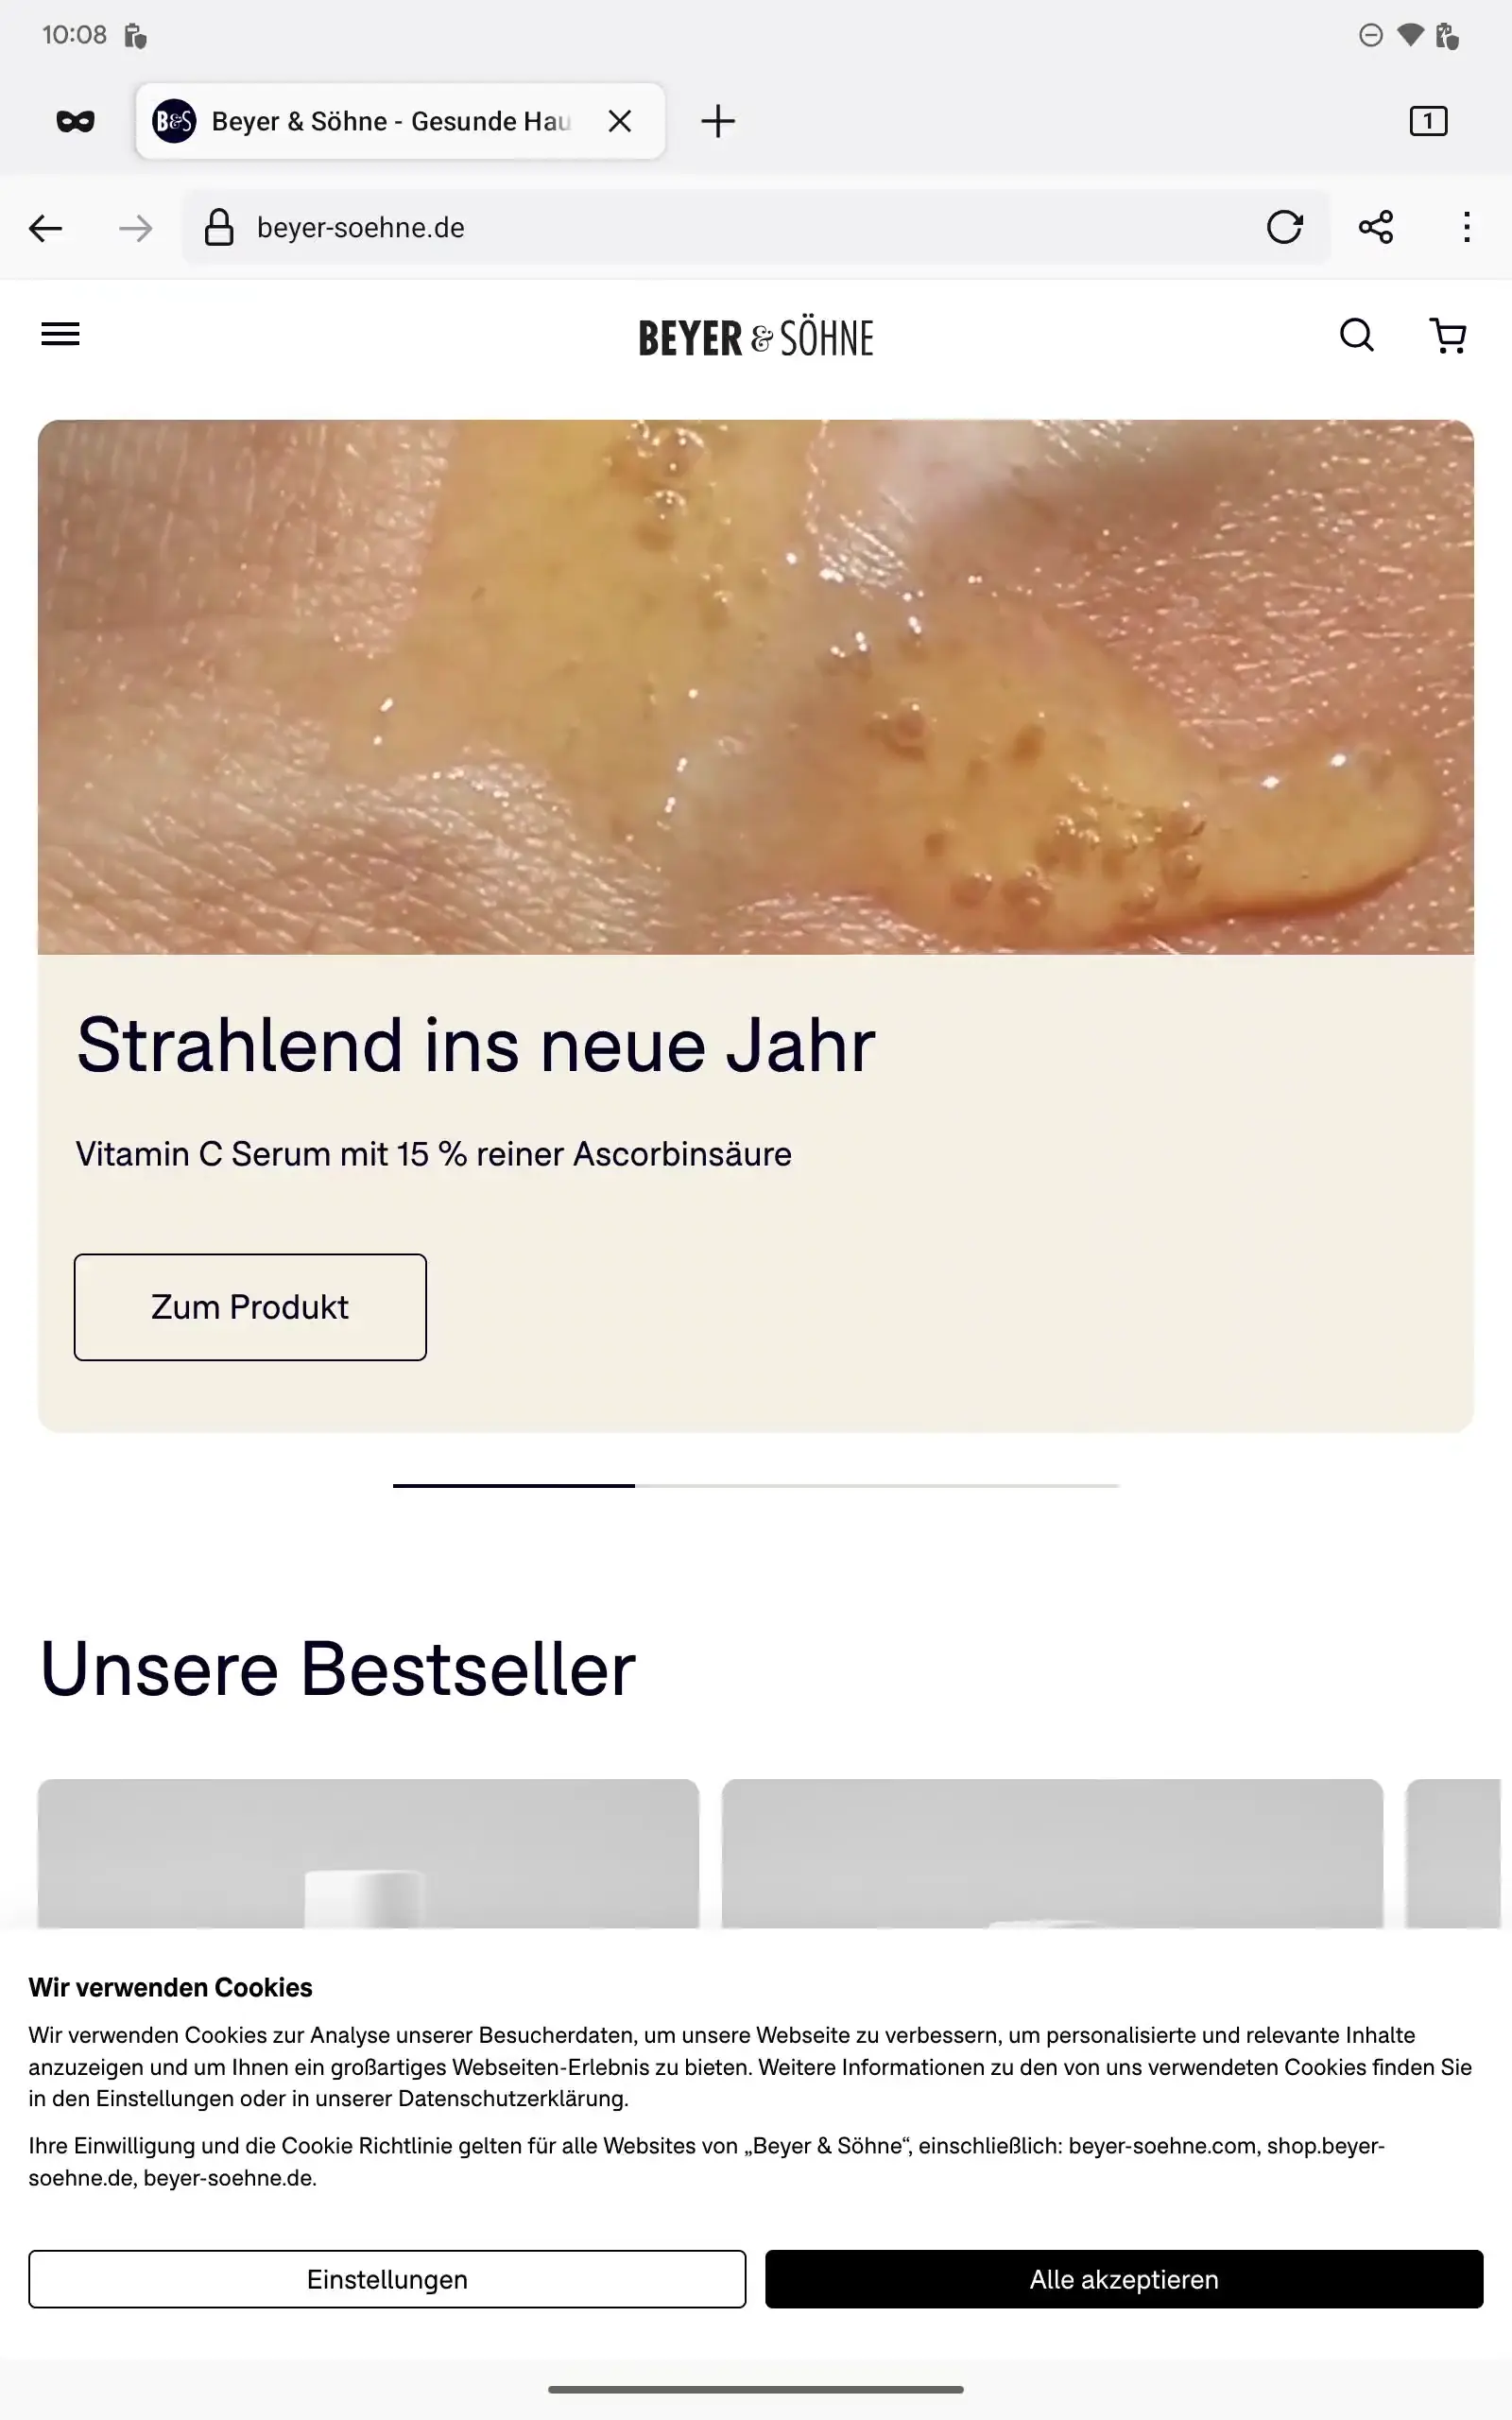 10:08
B&S Beyer & Söhne - Gesunde Hau
1
beyer-soehne.de
BEYER & SÖHNE
Strahlend ins neue Jahr
Vitamin C Serum mit 15 % reiner Ascorbinsäure
Zum Produkt
Unsere Bestseller
Wir verwenden Cookies
Wir verwenden Cookies zur Analyse unserer Besucherdaten, um unsere Webseite zu verbessern, um personalisierte und relevante Inhalte
anzuzeigen und um Ihnen ein großartiges Webseiten-Erlebnis zu bieten. Weitere Informationen zu den von uns verwendeten Cookies finden Sie
in den Einstellungen oder in unserer Datenschutzerklärung.
Ihre Einwilligung und die Cookie Richtlinie gelten für alle Websites von „Beyer & Söhne“, einschließlich: beyer-soehne.com, shop.beyer-
soehne.de, beyer-soehne.de.
Einstellungen
Alle akzeptieren